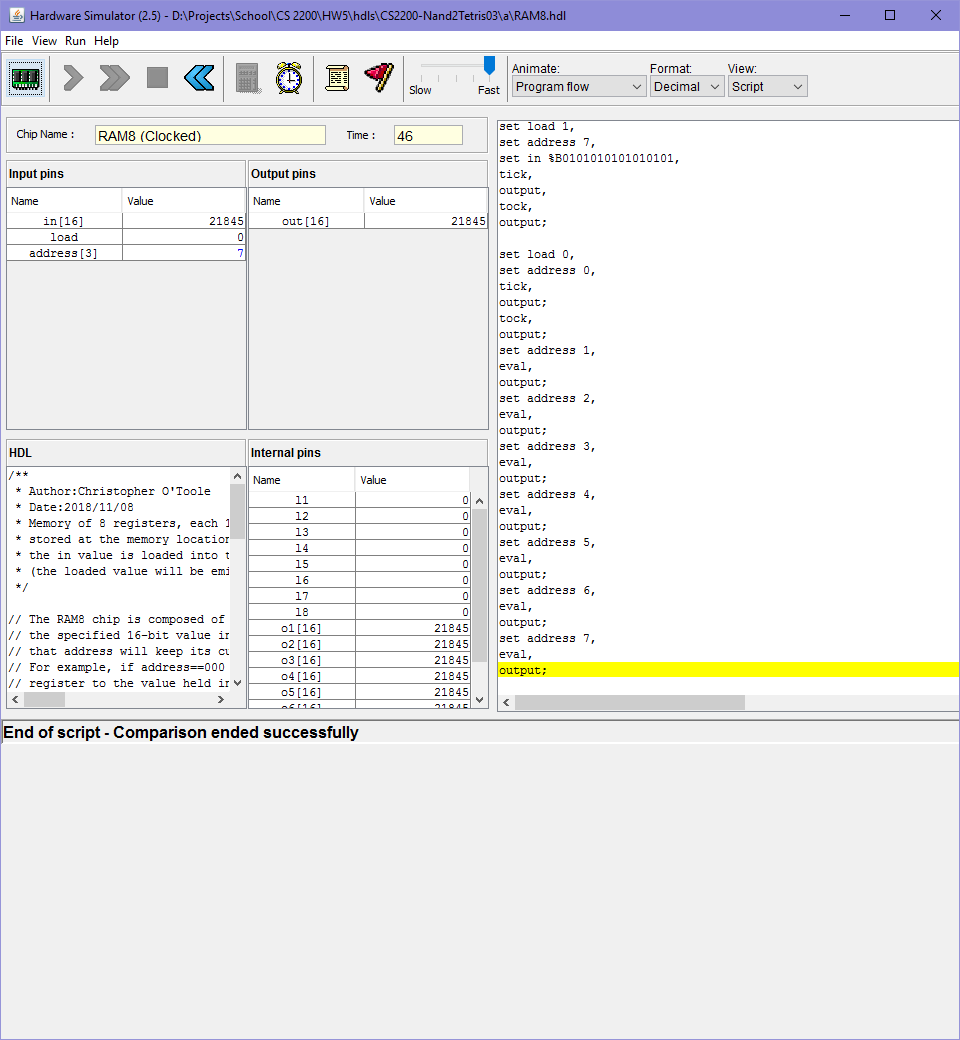 Hardware Simulator (2.5) - D:\Projects\School\CS 2200\HW5\hdls\CS2200-Nand2Tetris03\a\RAM8.hdl
File View Run Help
Slow Fast
Animate: Format: View:
Program flow Decimal Script
Chip Name : RAM8 (Clocked) Time : 46
Input pins
Name Value
in[16] 21845
load 0
address[3] 7
Output pins
Name Value
out[16] 21845
HDL
/**
* Author:Christopher O'Toole
* Date:2018/11/08
* Memory of 8 registers, each 1
* stored at the memory location
* the in value is loaded into t
* (the loaded value will be emi
*/
// The RAM8 chip is composed of
// the specified 16-bit value in
// that address will keep its cu
// For example, if address==000
// register to the value held in
Internal pins
Name Value
l1 0
l2 0
l3 0
l4 0
l5 0
l6 0
l7 0
l8 0
o1[16] 21845
o2[16] 21845
o3[16] 21845
o4[16] 21845
o5[16] 21845
o6[16] 21845
set load 1,
set address 7,
set in %B0101010101010101,
tick,
output,
tock,
output;
set load 0,
set address 0,
tick,
output;
tock,
output;
set address 1,
eval,
output;
set address 2,
eval,
output;
set address 3,
eval,
output;
set address 4,
eval,
output;
set address 5,
eval,
output;
set address 6,
eval,
output;
set address 7,
eval,
output;
End of script - Comparison ended successfully